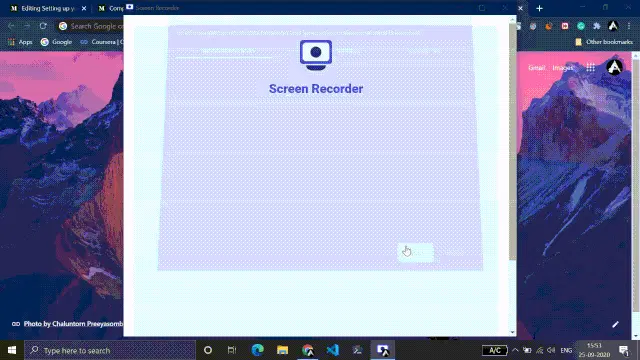 Editing Setting up y
Comp
Screen Recorder
Search Google o
Apps
Google
Coursera | C
Other bookmarks
Screen Recorder
Gmail
Images
Photo by Chaluntorn Preeyasomb
Type here to search
A/C
ENG
15:53
25-09-2020